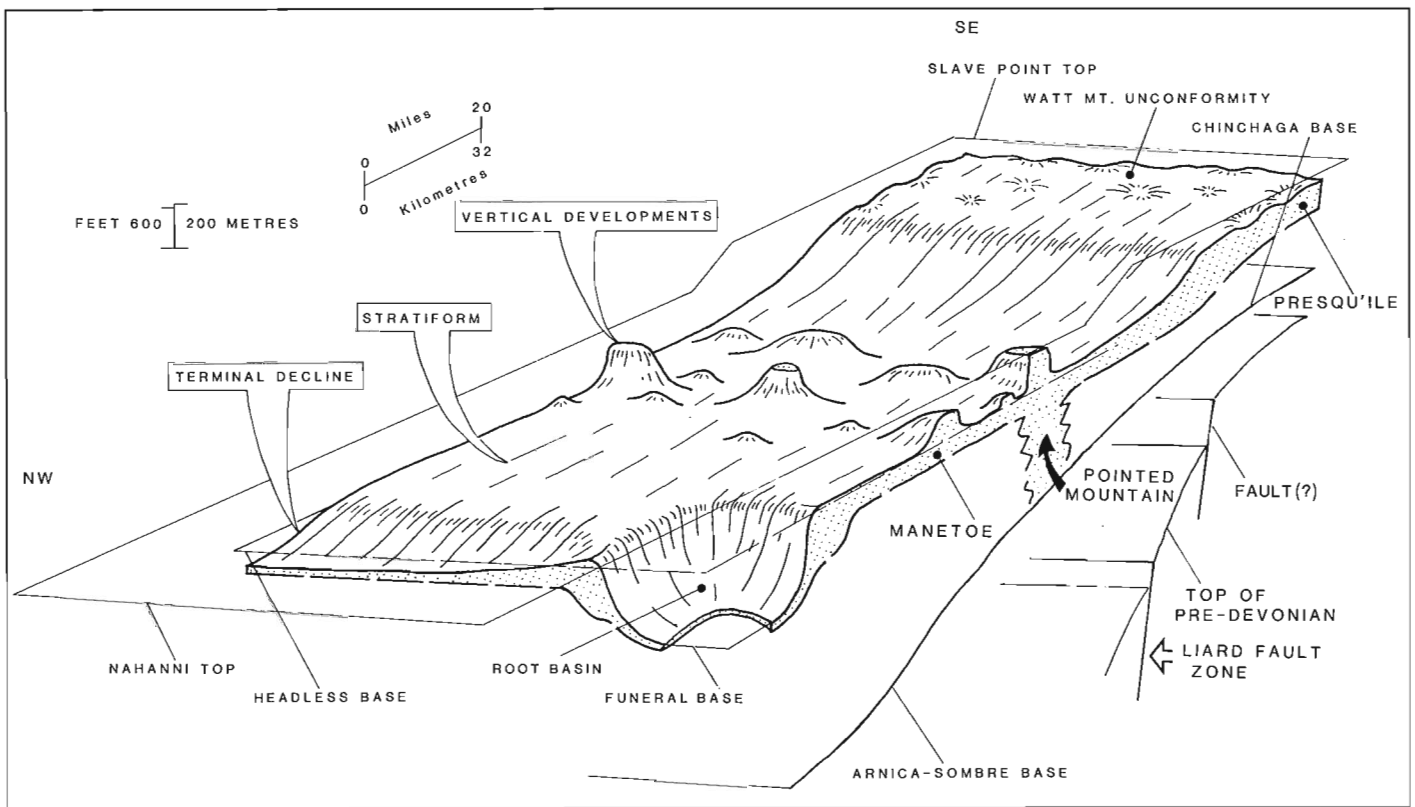 SE
SLAVE POINT TOP
WATT MT. UNCONFORMITY
CHINCHAGA BASE
Miles
20
0
32
0
Kilometres
FEET 600
200 METRES
VERTICAL DEVELOPMENTS
PRESQU'ILE
STRATIFORM
TERMINAL DECLINE
NW
POINTED
MOUNTAIN
FAULT(?)
MANETOE
TOP OF
PRE-DEVONIAN
LIARD FAULT
ZONE
NAHANNI TOP
HEADLESS BASE
ROOT BASIN
FUNERAL BASE
ARNICA-SOMBRE BASE